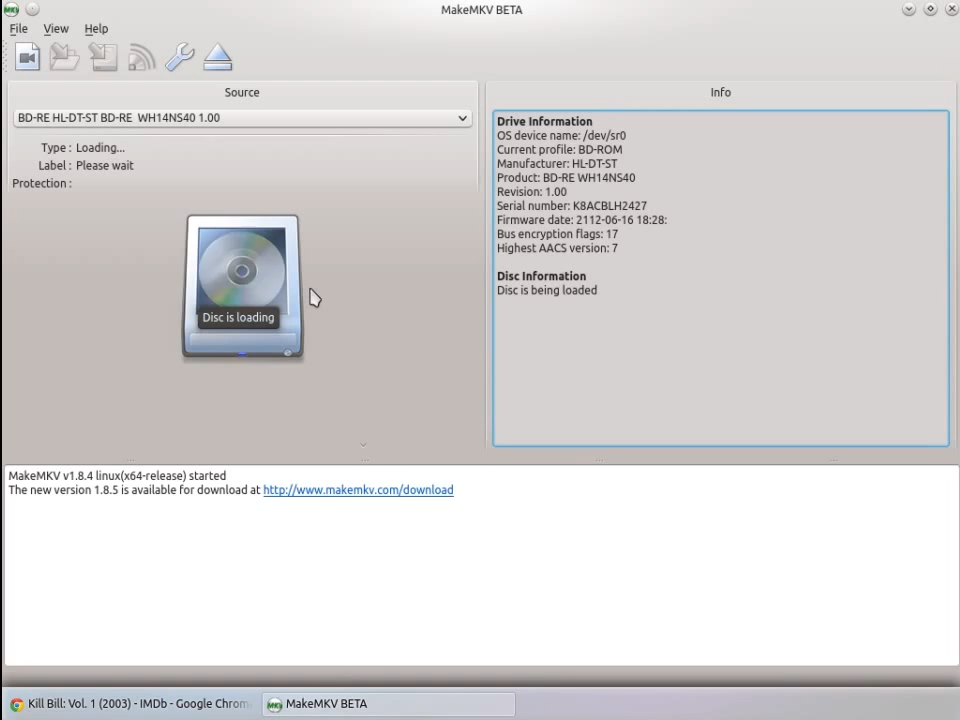 MakeMKV BETA
File View Help
Source
BD-RE HL-DT-ST BD-RE WH14NS40 1.00
Type : Loading...
Label : Please wait
Protection :
Disc is loading
Info
Drive Information
OS device name: /dev/sr0
Current profile: BD-ROM
Manufacturer: HL-DT-ST
Product: BD-RE WH14NS40
Revision: 1.00
Serial number: K8ACBLH2427
Firmware date: 2112-06-16 18:28:
Bus encryption flags: 17
Highest AACS version: 7
Disc Information
Disc is being loaded
MakeMKV v1.8.4 linux(x64-release) started
The new version 1.8.5 is available for download at http://www.makemkv.com/download
Kill Bill: Vol. 1 (2003) - IMDb - Google Chrom
MakeMKV BETA